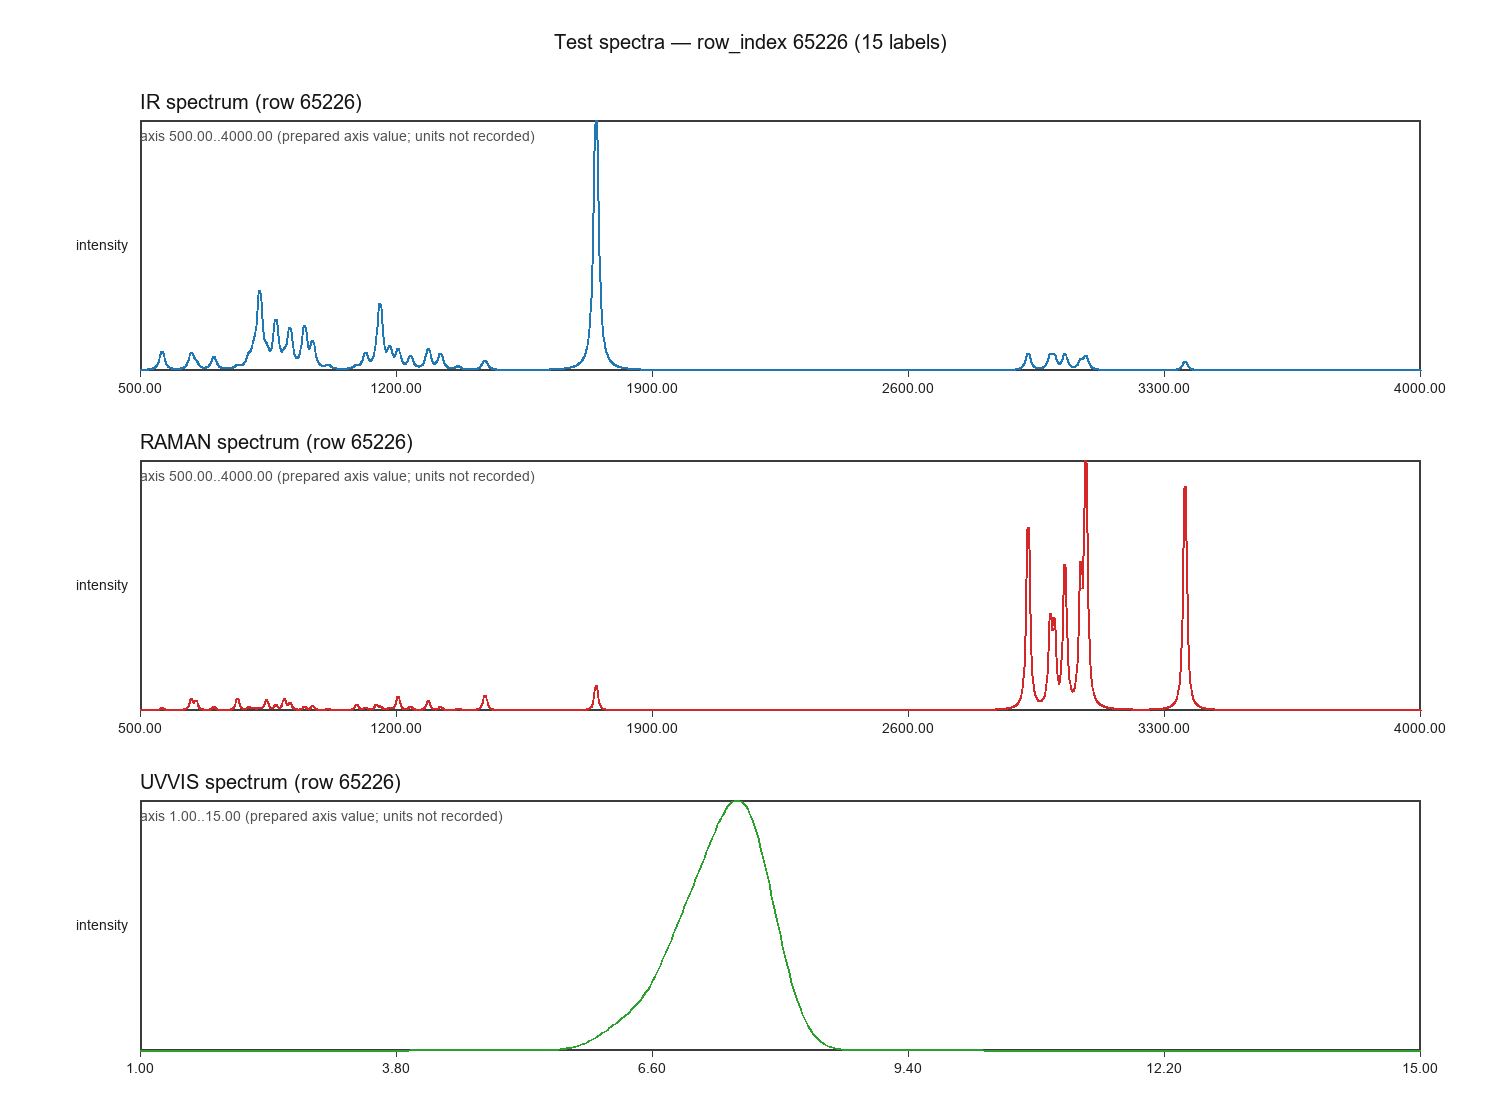 Test spectra — row_index 65226 (15 labels)
IR spectrum (row 65226)
axis 500.00..4000.00 (prepared axis value; units not recorded)
intensity
500.00 1200.00 1900.00 2600.00 3300.00 4000.00
RAMAN spectrum (row 65226)
axis 500.00..4000.00 (prepared axis value; units not recorded)
intensity
500.00 1200.00 1900.00 2600.00 3300.00 4000.00
UVVIS spectrum (row 65226)
axis 1.00..15.00 (prepared axis value; units not recorded)
intensity
1.00 3.80 6.60 9.40 12.20 15.00